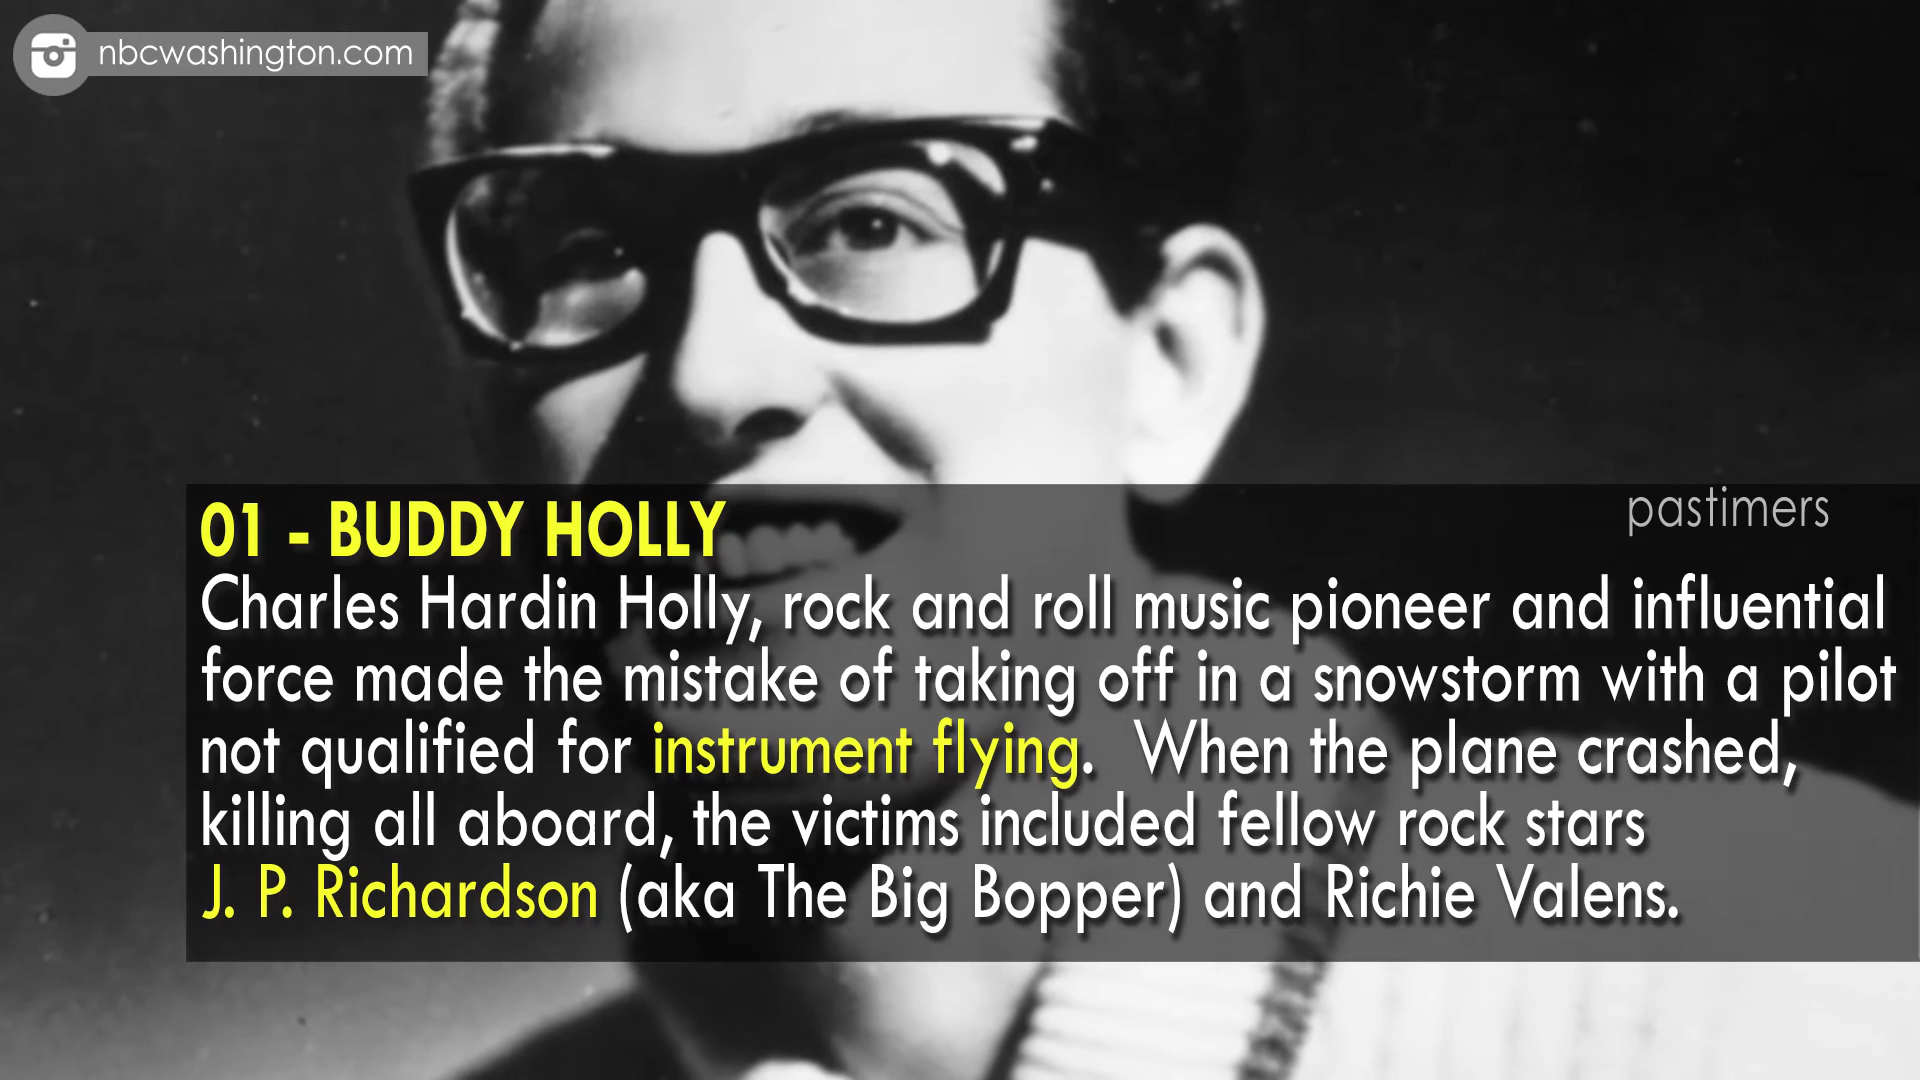 nbcwashington.com
01 - BUDDY HOLLY
pastimers
Charles Hardin Holly, rock and roll music pioneer and influential
force made the mistake of taking off in a snowstorm with a pilot
not qualified for instrument flying. When the plane crashed,
killing all aboard, the victims included fellow rock stars
J. P. Richardson (aka The Big Bopper) and Richie Valens.